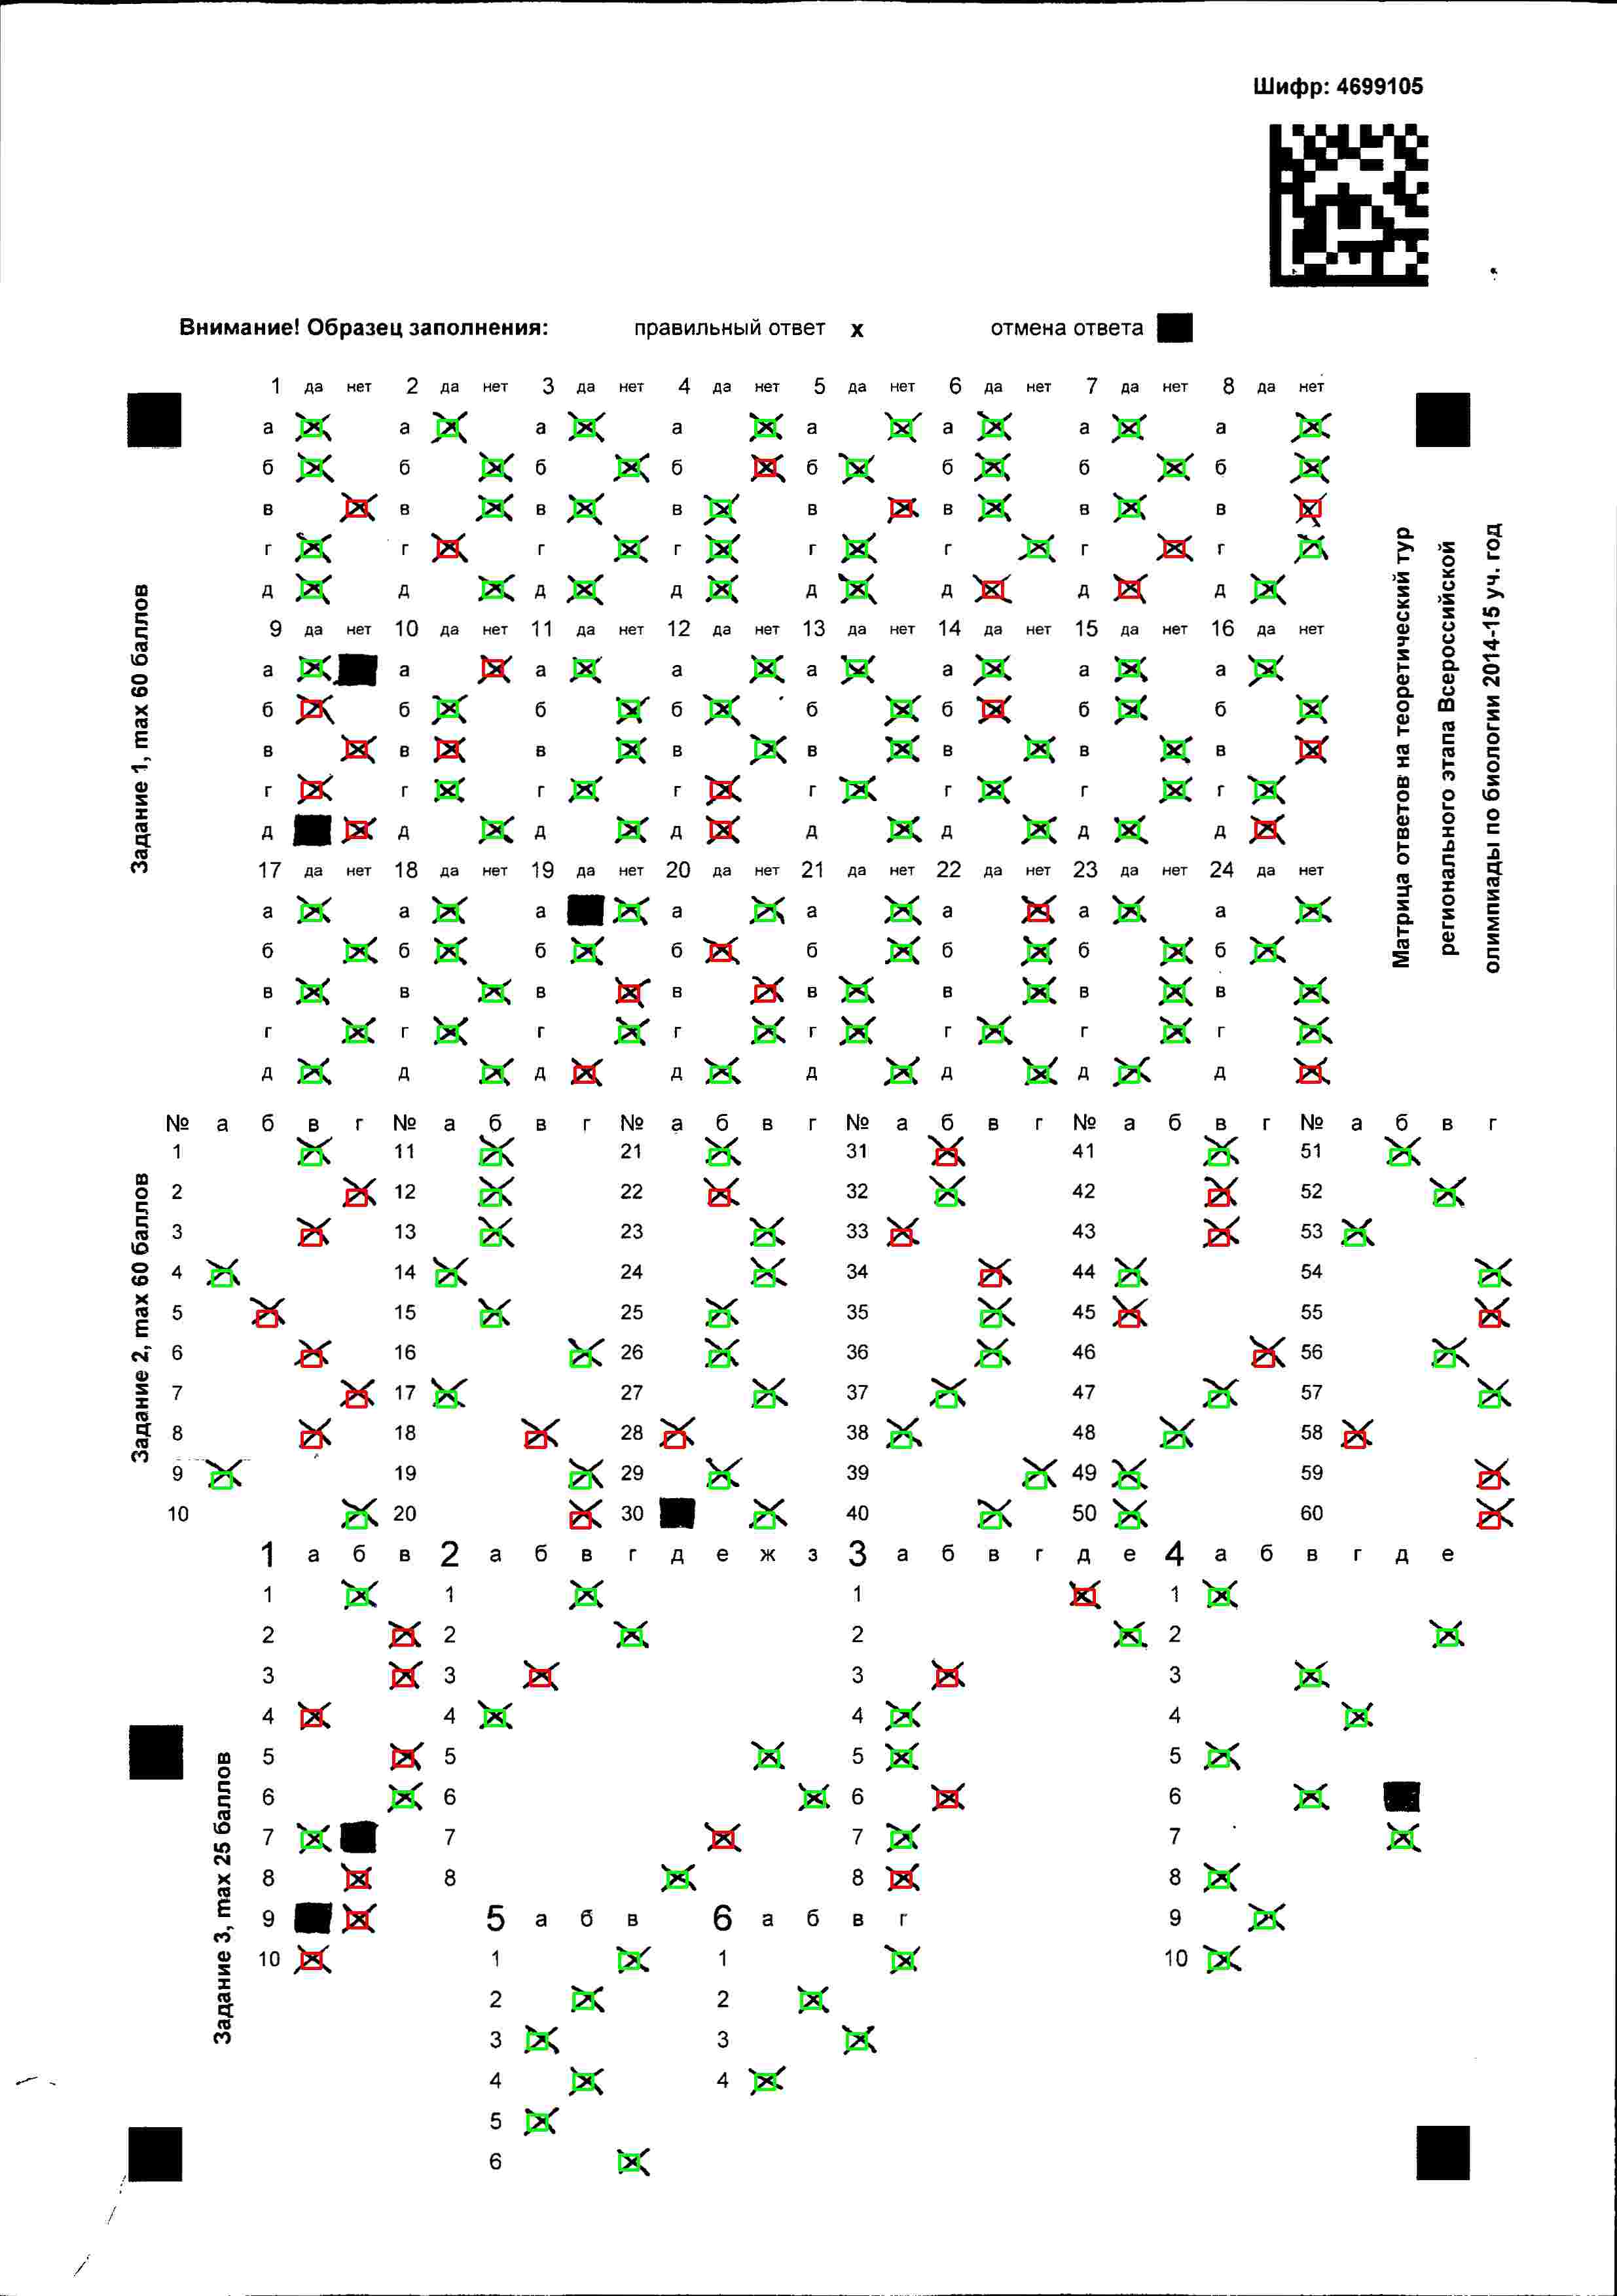 Шифр: 4699105
Внимание! Образец заполнения: правильный ответ х отмена ответа
1 да нет 2 да нет 3 да нет 4 да нет 5 да нет 6 да нет 7 да нет 8 да нет
а а а а а а а а
б б б б б б б б
в в в в в в в в
г г г г г г г г
д д д д д д д д
9 да нет 10 да нет 11 да нет 12 да нет 13 да нет 14 да нет 15 да нет 16 да нет
а а а а а а а а
б б б б б б б б
в в в в в в в в
г г г г г г г г
д д д д д д д д
17 да нет 18 да нет 19 да нет 20 да нет 21 да нет 22 да нет 23 да нет 24 да нет
а а а а а а а а
б б б б б б б б
в в в в в в в в
г г г г г г г г
д д д д д д д д
Задание 1, max 60 баллов
Матрица ответов на теоретический тур
регионального этапа Всероссийской
олимпиады по биологии 2014-15 уч. год
№ а б в г № а б в г № а б в г № а б в г № а б в г № а б в г
1 11 21 31 41 51
2 12 22 32 42 52
3 13 23 33 43 53
4 14 24 34 44 54
5 15 25 35 45 55
6 16 26 36 46 56
7 17 27 37 47 57
8 18 28 38 48 58
9 19 29 39 49 59
10 20 30 40 50 60
Задание 2, max 60 баллов
1 а б в 2 а б в г д е ж з 3 а б в г д е 4 а б в г д е
1 1 1 1
2 2 2 2
3 3 3 3
4 4 4 4
5 5 5 5
6 6 6 6
7 7 7 7
8 8 8 8
9 5 а б в 6 а б в г 9
10 1 1 10
2 2
3 3
4 4
5
6
Задание 3, max 25 баллов